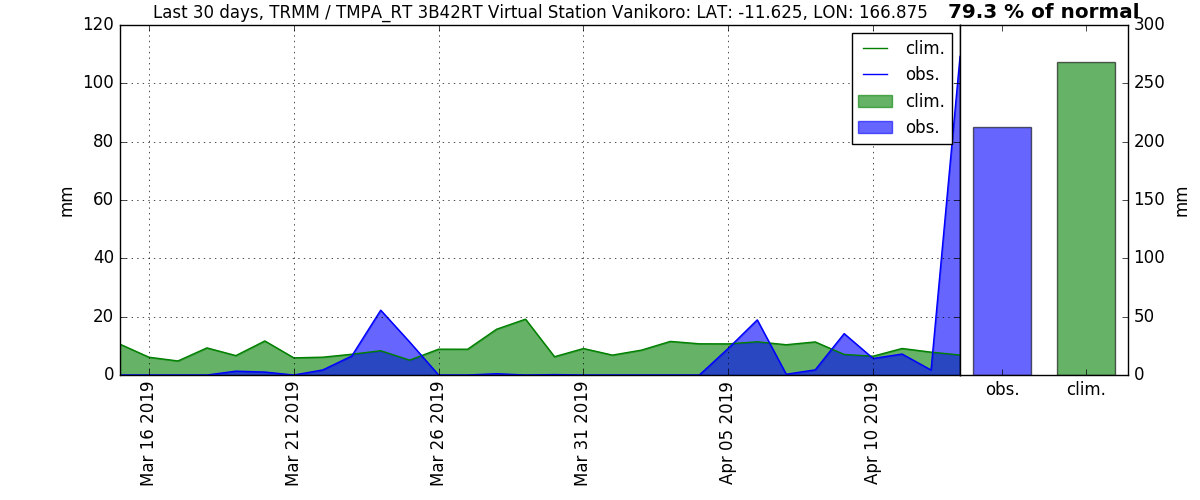 Last 30 days, TRMM / TMPA_RT 3B42RT Virtual Station Vanikoro: LAT: -11.625, LON: 166.875
79.3 % of normal
120
100
80
60
40
20
0
mm
clim.
obs.
clim.
obs.
300
250
200
150
100
50
0
mm
obs.
clim.
Mar 16 2019
Mar 21 2019
Mar 26 2019
Mar 31 2019
Apr 05 2019
Apr 10 2019